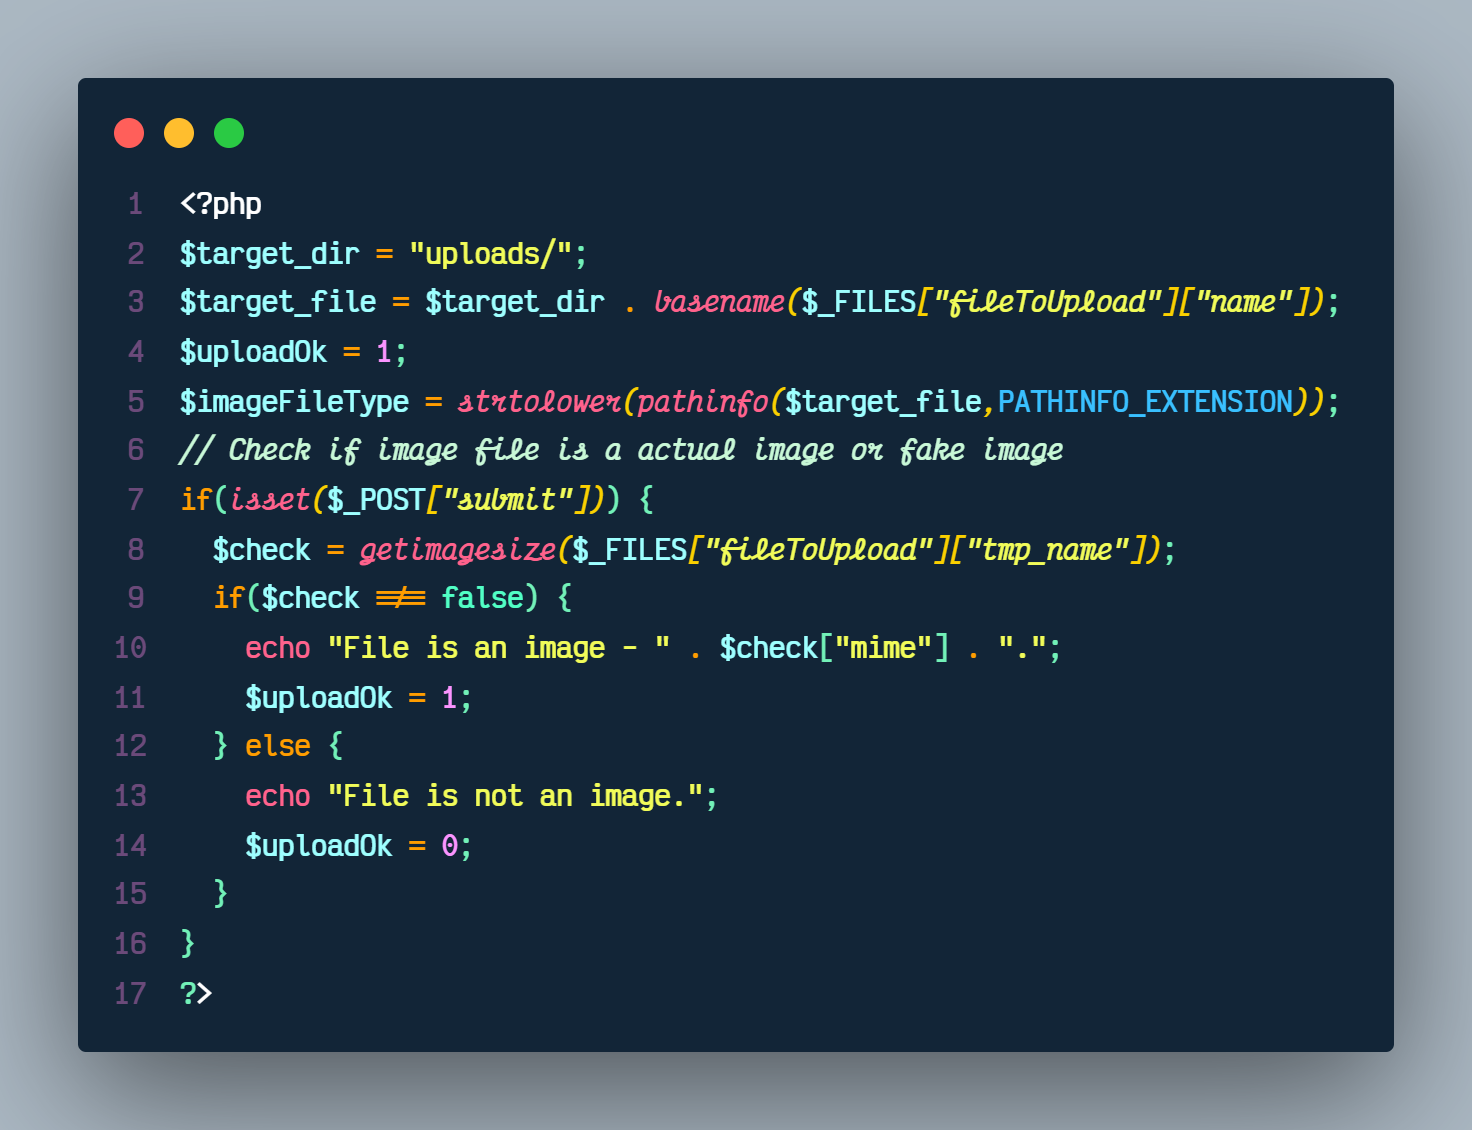 1 <?php
2 $target_dir = "uploads/";
3 $target_file = $target_dir . basename($_FILES["fileToUpload"]["name"]);
4 $uploadOk = 1;
5 $imageFileType = strtolower(pathinfo($target_file,PATHINFO_EXTENSION));
6 // Check if image file is a actual image or fake image
7 if(isset($_POST["submit"])) {
8   $check = getimagesize($_FILES["fileToUpload"]["tmp_name"]);
9   if($check !== false) {
10     echo "File is an image - " . $check["mime"] . ".";
11     $uploadOk = 1;
12   } else {
13     echo "File is not an image.";
14     $uploadOk = 0;
15   }
16 }
17 ?>